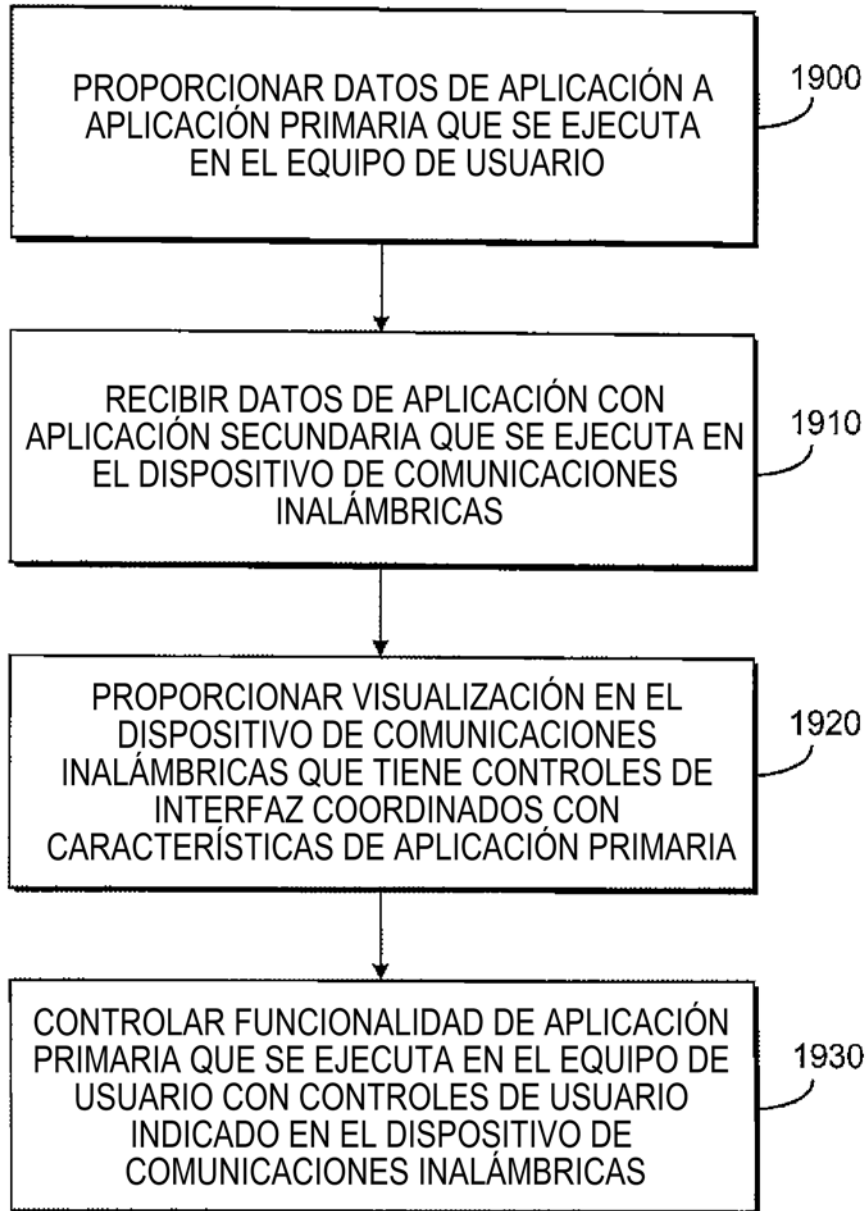 PROPORCIONAR DATOS DE APLICACIÓN A
APLICACIÓN PRIMARIA QUE SE EJECUTA
EN EL EQUIPO DE USUARIO
1900
RECIBIR DATOS DE APLICACIÓN CON
APLICACIÓN SECUNDARIA QUE SE EJECUTA EN
EL DISPOSITIVO DE COMUNICACIONES
INALÁMBRICAS
1910
PROPORCIONAR VISUALIZACIÓN EN EL
DISPOSITIVO DE COMUNICACIONES
INALÁMBRICAS QUE TIENE CONTROLES DE
INTERFAZ COORDINADOS CON
CARACTERÍSTICAS DE APLICACIÓN PRIMARIA
1920
CONTROLAR FUNCIONALIDAD DE APLICACIÓN
PRIMARIA QUE SE EJECUTA EN EL EQUIPO DE
USUARIO CON CONTROLES DE USUARIO
INDICADO EN EL DISPOSITIVO DE
COMUNICACIONES INALÁMBRICAS
1930